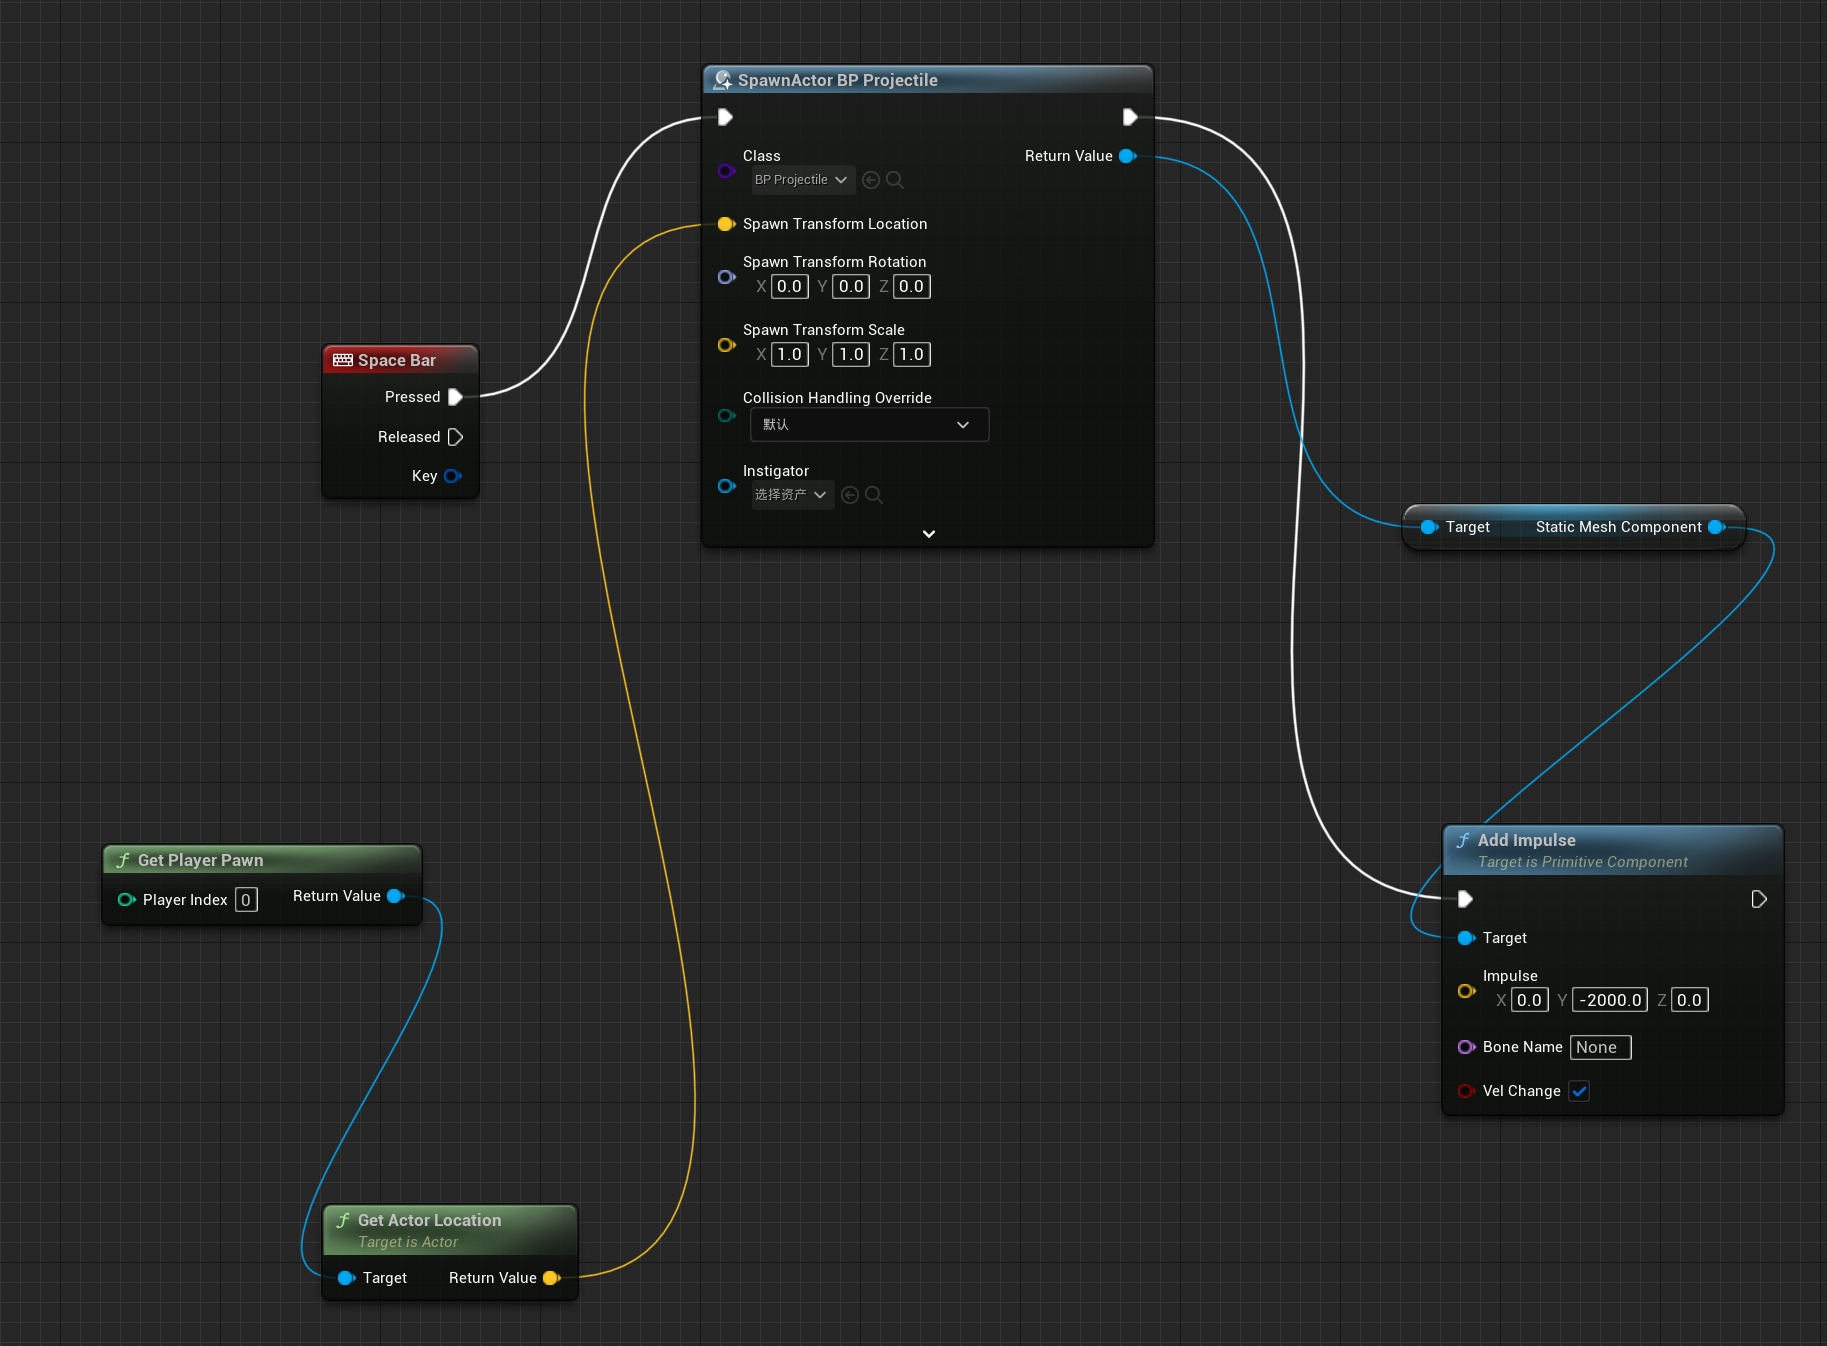 SpawnActor BP Projectile
Class
Return Value
BP Projectile
Spawn Transform Location
Spawn Transform Rotation
X 0.0 Y 0.0 Z 0.0
Spawn Transform Scale
X 1.0 Y 1.0 Z 1.0
Collision Handling Override
默认
Instigator
选择资产
Space Bar
Pressed
Released
Key
Target Static Mesh Component
Get Player Pawn
Player Index 0 Return Value
Add Impulse
Target is Primitive Component
Target
Impulse
X 0.0 Y -2000.0 Z 0.0
Bone Name None
Vel Change
Get Actor Location
Target is Actor
Target Return Value